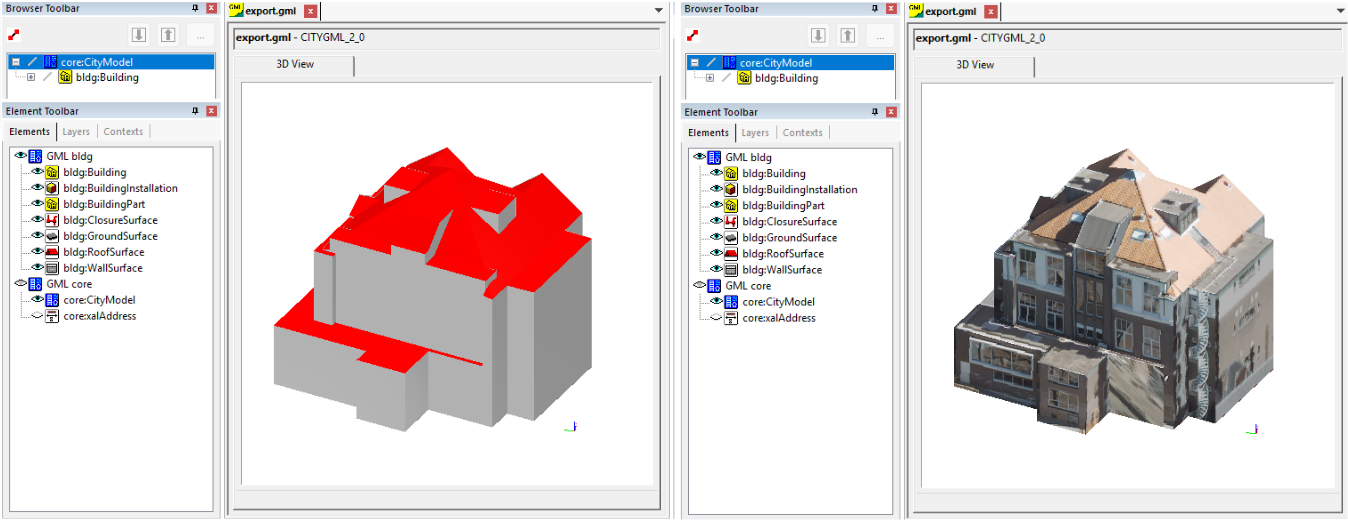 Browser Toolbar
core:CityModel
bldg:Building
Element Toolbar
Elements Layers Contexts
GML bldg
bldg:Building
bldg:BuildingInstallation
bldg:BuildingPart
bldg:ClosureSurface
bldg:GroundSurface
bldg:RoofSurface
bldg:WallSurface
GML core
core:CityModel
core:xalAddress
GML export.gml
export.gml - CITYGML_2_0
3D View
Browser Toolbar
core:CityModel
bldg:Building
Element Toolbar
Elements Layers Contexts
GML bldg
bldg:Building
bldg:BuildingInstallation
bldg:BuildingPart
bldg:ClosureSurface
bldg:GroundSurface
bldg:RoofSurface
bldg:WallSurface
GML core
core:CityModel
core:xalAddress
GML export.gml
export.gml - CITYGML_2_0
3D View